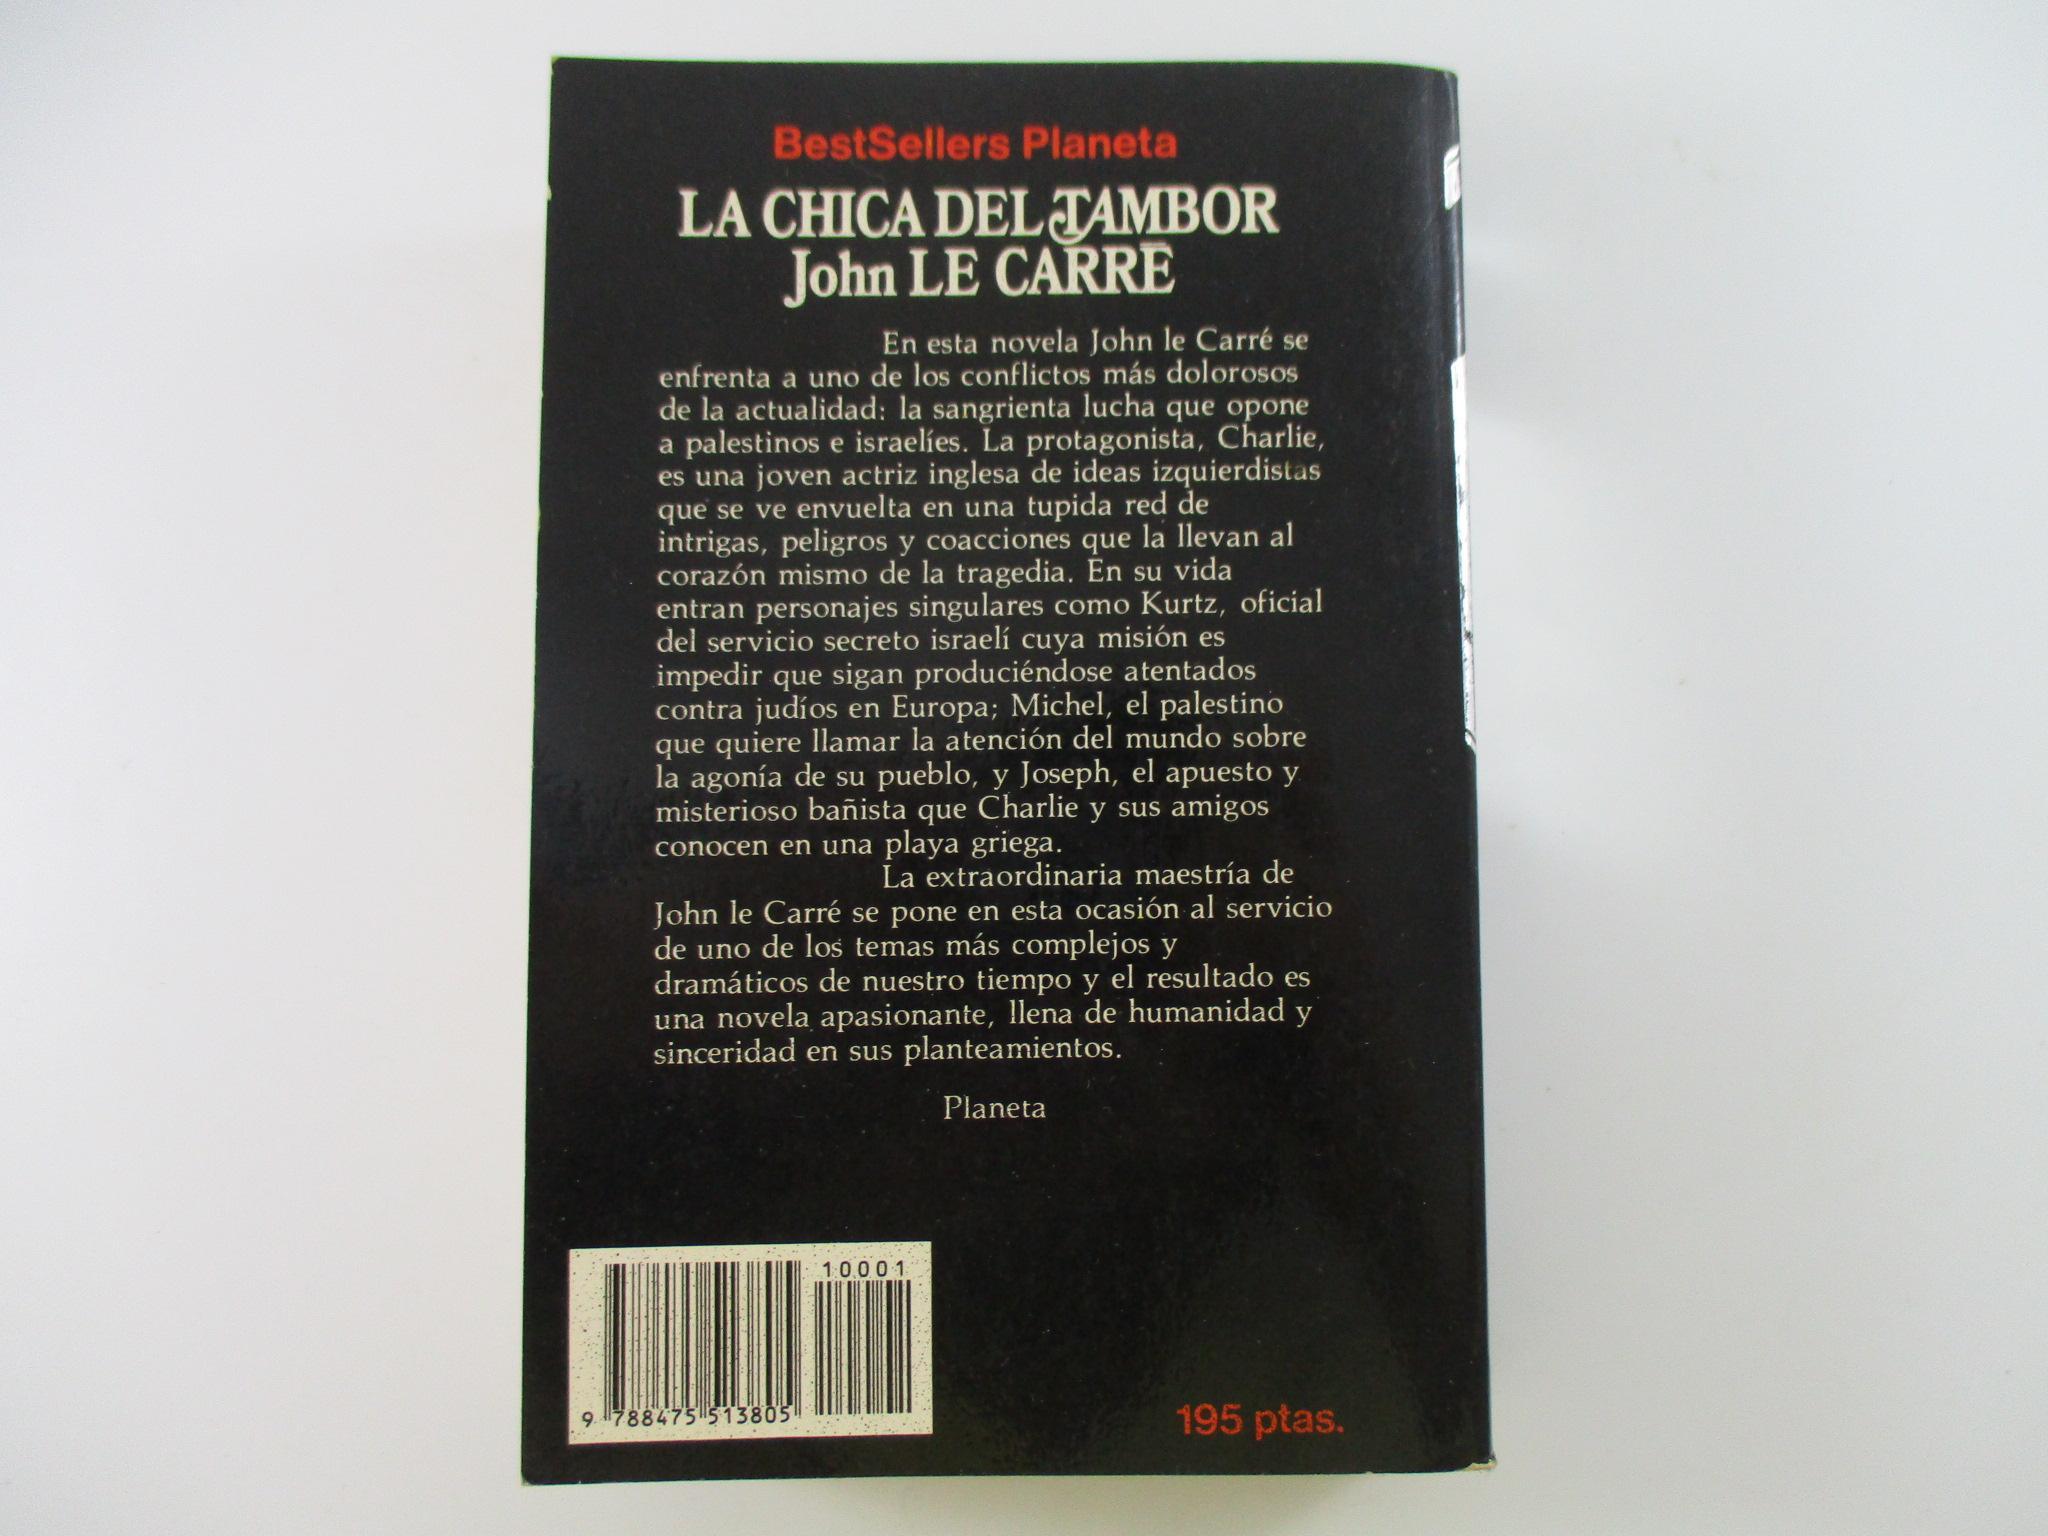 BestSellers Planeta
LA CHICA DEL TAMBOR
John LE CARRÉ
En esta novela John le Carré se
enfrenta a uno de los conflictos más dolorosos
de la actualidad: la sangrienta lucha que opone
a palestinos e israelíes. La protagonista, Charlie,
es una joven actriz inglesa de ideas izquierdistas
que se ve envuelta en una tupida red de
intrigas, peligros y coacciones que la llevan al
corazón mismo de la tragedia. En su vida
entran personajes singulares como Kurtz, oficial
del servicio secreto israelí cuya misión es
impedir que sigan produciéndose atentados
contra judíos en Europa; Michel, el palestino
que quiere llamar la atención del mundo sobre
la agonía de su pueblo, y Joseph, el apuesto y
misterioso bañista que Charlie y sus amigos
conocen en una playa griega.
La extraordinaria maestría de
John le Carré se pone en esta ocasión al servicio
de uno de los temas más complejos y
dramáticos de nuestro tiempo y el resultado es
una novela apasionante, llena de humanidad y
sinceridad en sus planteamientos.
Planeta
10001
9 788475 513805
195 ptas.